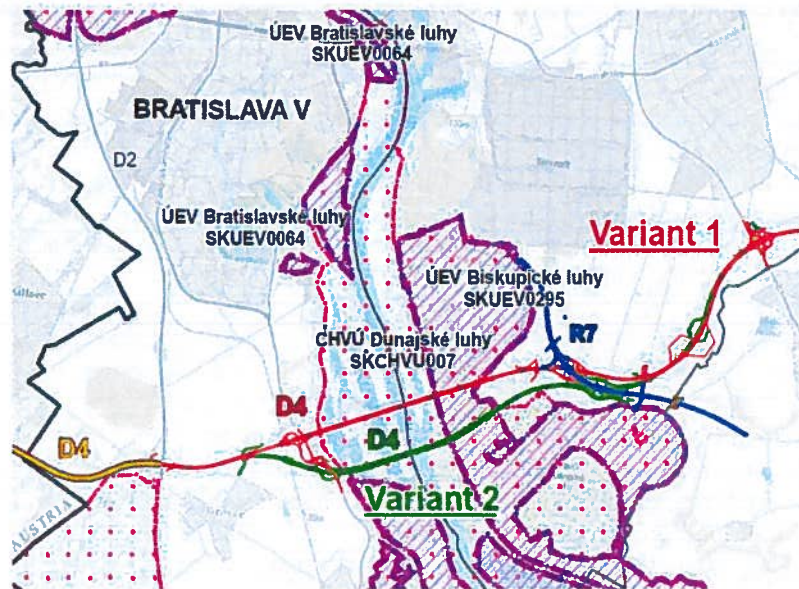 ÚEV Bratislavské luhy
SKUEV0064
BRATISLAVA V
D2
ÚEV Bratislavské luhy
SKUEV0064
Variant 1
ÚEV Biskupické luhy
SKUEV0295
R7
CHVÚ Dunajské luhy
SKCHVU007
D4
D4
D4
Variant 2
AUSTRIA